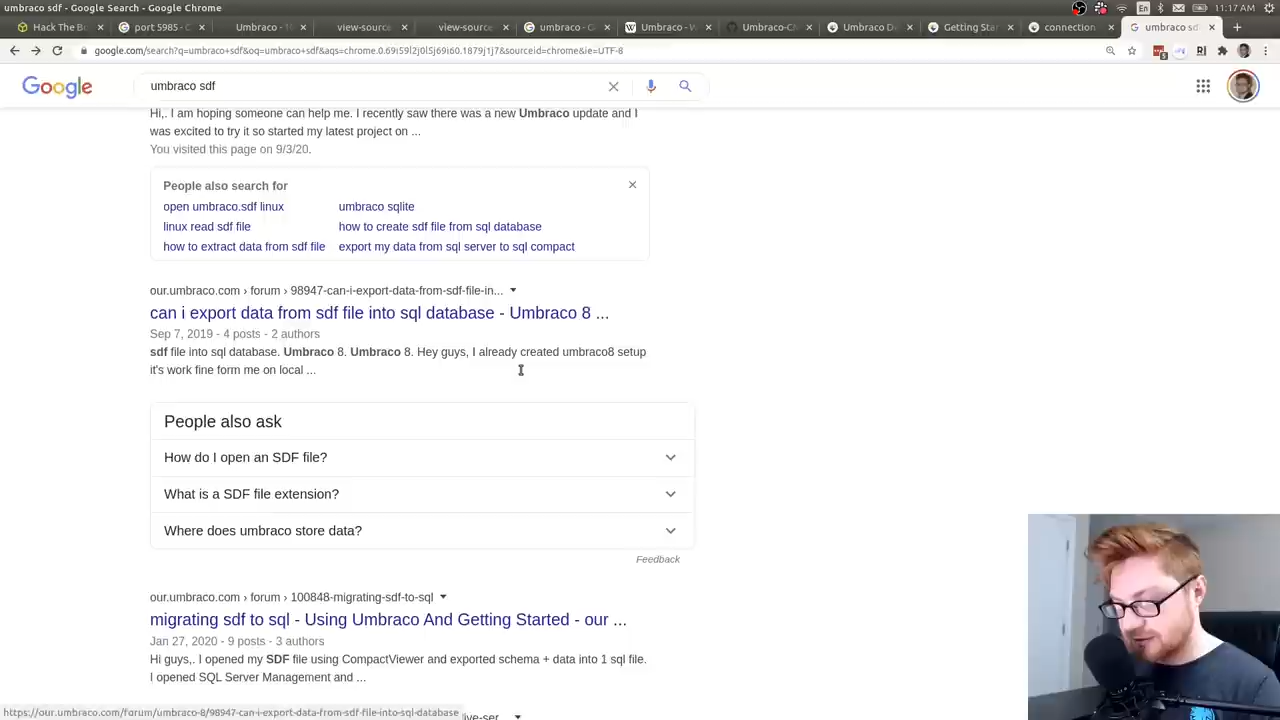 umbraco sdf - Google Search - Google Chrome
11:17 AM
Hack The Bo
port 5985 - G
Umbraco - 10
view-source:
view-source:
umbraco - G
Umbraco - W
Umbraco-C
Umbraco De
Getting Star
connection
umbraco sd
google.com/search?q=umbraco+sdf&oq=umbraco+sdf&aqs=chrome.0.69i59l2j0l5j69i60.1879j1j7&sourceid=chrome&ie=UTF-8
Google
umbraco sdf
Hi,. I am hoping someone can help me. I recently saw there was a new Umbraco update and I
was excited to try it so started my latest project on ...
You visited this page on 9/3/20.
People also search for
open umbraco.sdf linux
umbraco sqlite
linux read sdf file
how to create sdf file from sql database
how to extract data from sdf file
export my data from sql server to sql compact
our.umbraco.com › forum › 98947-can-i-export-data-from-sdf-file-in...
can i export data from sdf file into sql database - Umbraco 8 ...
Sep 7, 2019 - 4 posts - 2 authors
sdf file into sql database. Umbraco 8. Umbraco 8. Hey guys, I already created umbraco8 setup
it's work fine form me on local ...
People also ask
How do I open an SDF file?
What is a SDF file extension?
Where does umbraco store data?
Feedback
our.umbraco.com › forum › 100848-migrating-sdf-to-sql
migrating sdf to sql - Using Umbraco And Getting Started - our ...
Jan 27, 2020 - 9 posts - 3 authors
Hi guys,. I opened my SDF file using CompactViewer and exported schema + data into 1 sql file.
I opened SQL Server Management and ...
https://our.umbraco.com/forum/umbraco-8/98947-can-i-export-data-from-sdf-file-into-sql-database
ive-ser...